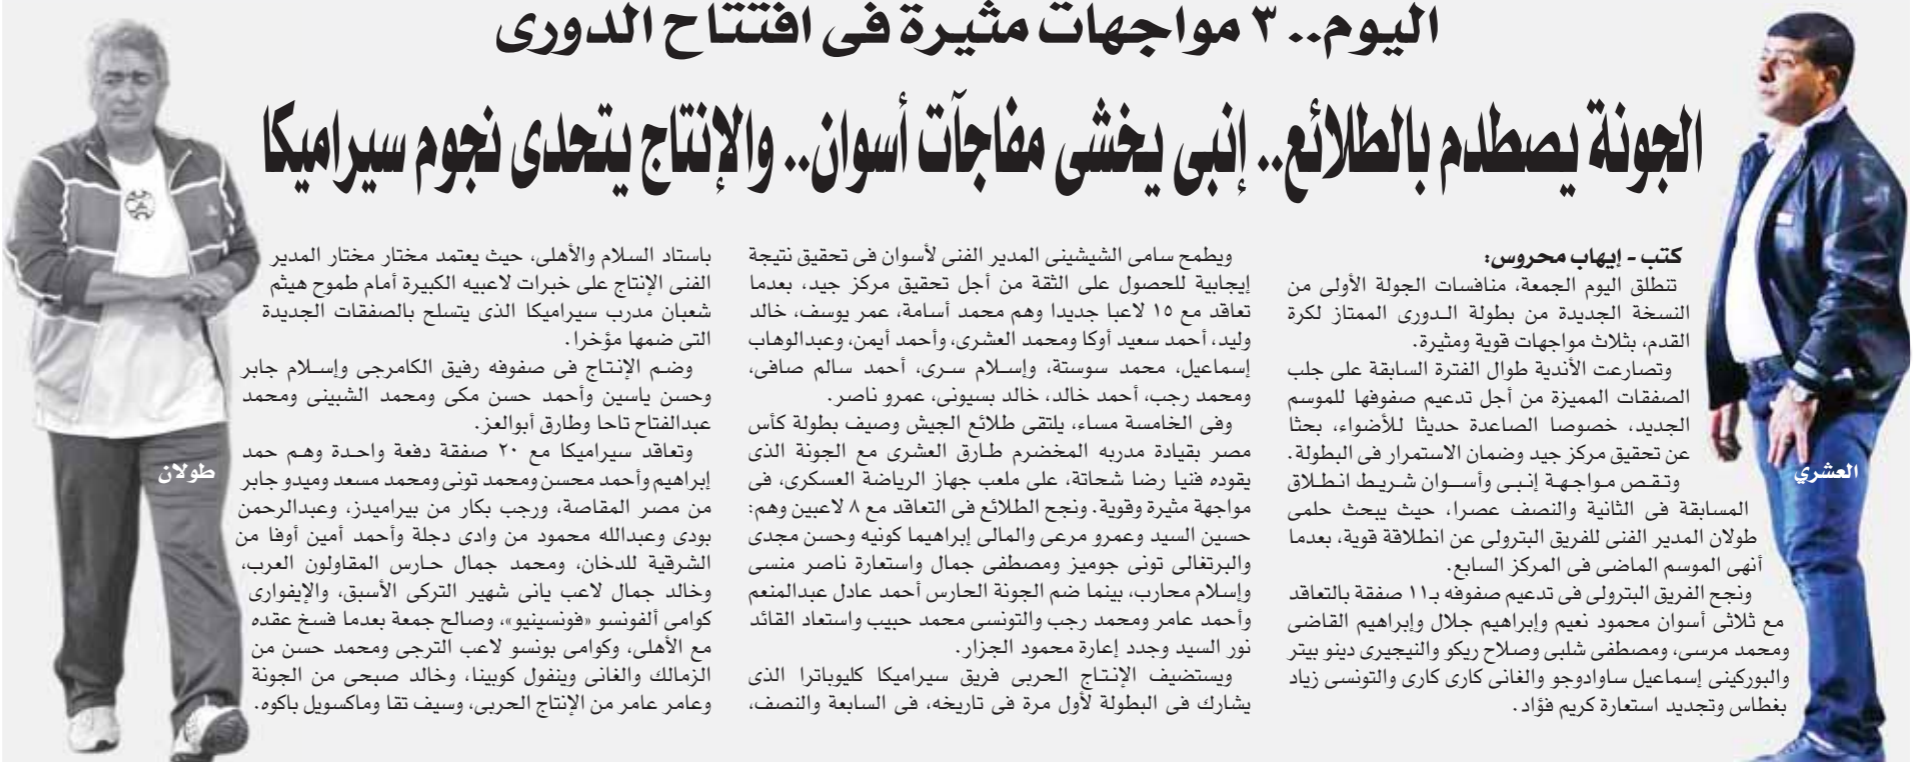 اليوم.. ٣ مواجهات مثيرة فى افتتاح الدورى
الجونة يصطدم بالطلائع.. إنبى يخشى مفاجآت أسوان.. والإنتاج يتحدى نجوم سيراميكا
كتب - إيهاب محروس:
تنطلق اليوم الجمعة، منافسات الجولة الأولى من
النسخة الجديدة من بطولة الـدورى الممتاز لكرة
القدم، بثلاث مواجهات قوية ومثيرة.
وتصارعت الأندية طوال الفترة السابقة على جلب
الصفقات المميزة من أجل تدعيم صفوفها للموسم
الجديد، خصوصا الصاعدة حديثا للأضواء، بحثا
عن تحقيق مركز جيد وضمان الاستمرار فى البطولة.
وتـقـص مـواجـهـة إنـبـى وأســـوان شـريـط انـطـلاق
المسابقة فى الثانية والنصف عصرا، حيث يبحث حلمى
طولان المدير الفنى للفريق البترولى عن انطلاقة قوية، بعدما
أنهى الموسم الماضى فى المركز السابع.
ونجح الفريق البترولى فى تدعيم صفوفه بـ١١ صفقة بالتعاقد
مع ثلاثى أسوان محمود نعيم وإبراهيم جلال وإبراهيم القاضى
ومحمد مرسى، ومصطفى شلبى وصلاح ريكو والنيجيرى دينو بيتر
والبوركينى إسماعيل ساوادوجو والغانى كارى كارى والتونسى زياد
بغطاس وتجديد استعارة كريم فؤاد.
ويطمح سامى الشيشينى المدير الفنى لأسوان فى تحقيق نتيجة
إيجابية للحصول على الثقة من أجل تحقيق مركز جيد، بعدما
تعاقد مع ١٥ لاعبا جديدا وهم محمد أسامة، عمر يوسف، خالد
وليد، أحمد سعيد أوكا ومحمد العشرى، وأحمد أيمن، وعبدالوهاب
إسماعيل، محمد سوستة، وإسـلام سـرى، أحمد سالم صافى،
ومحمد رجب، أحمد خالد، خالد بسيونى، عمرو ناصر.
وفى الخامسة مساء، يلتقى طلائع الجيش وصيف بطولة كأس
مصر بقيادة مدربه المخضرم طـارق العشرى مع الجونة الذى
يقوده فنيا رضا شحاتة، على ملعب جهاز الرياضة العسكرى، فى
مواجهة مثيرة وقوية. ونجح الطلائع فى التعاقد مع ٨ لاعبين وهم:
حسين السيد وعمرو مرعى والمالى إبراهيما كونيه وحسن مجدى
والبرتغالى تونى جوميز ومصطفى جمال واستعارة ناصر منسى
وإسلام محارب، بينما ضم الجونة الحارس أحمد عادل عبدالمنعم
وأحمد عامر ومحمد رجب والتونسى محمد حبيب واستعاد القائد
نور السيد وجدد إعارة محمود الجزار.
ويستضيف الإنـتـاج الحربى فريق سيراميكا كليوباترا الذى
يشارك فى البطولة لأول مرة فى تاريخه، فى السابعة والنصف،
باستاد السلام والأهلى، حيث يعتمد مختار مختار المدير
الفنى الإنتاج على خبرات لاعبيه الكبيرة أمام طموح هيثم
شعبان مدرب سيراميكا الذى يتسلح بالصفقات الجديدة
التى ضمها مؤخرا.
وضـم الإنـتـاج فى صفوفه رفيق الكامرجى وإسـلام جابر
وحسن ياسين وأحمد حسن مكى ومحمد الشبينى ومحمد
عبدالفتاح تاحا وطارق أبوالعز.
وتعاقد سيراميكا مع ٢٠ صفقة دفعة واحـدة وهـم حمد
إبراهيم وأحمد محسن ومحمد تونى ومحمد مسعد وميدو جابر
من مصر المقاصة، ورجب بكار من بيراميدز، وعبدالرحمن
بودى وعبدالله محمود من وادى دجلة وأحمد أمين أوفا من
الشرقية للدخان، ومحمد جمال حـارس المقاولون العرب،
وخالد جمال لاعب يانى شهير التركى الأسبق، والإيفوارى
كوامى ألفونسو «فونسينيو»، وصالح جمعة بعدما فسخ عقده
مع الأهلى، وكوامى بونسو لاعب الترجى ومحمد حسن من
الزمالك والغانى وينفول كوبينا، وخالد صبحى من الجونة
وعامر عامر من الإنتاج الحربى، وسيف تقا وماكسويل باكوه.
العشري
طولان